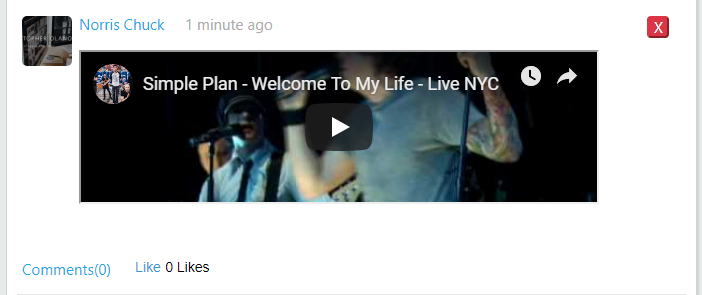 Norris Chuck 1 minute ago X
TOPHER OLANO
Simple Plan - Welcome To My Life - Live NYC
Comments(0) Like 0 Likes